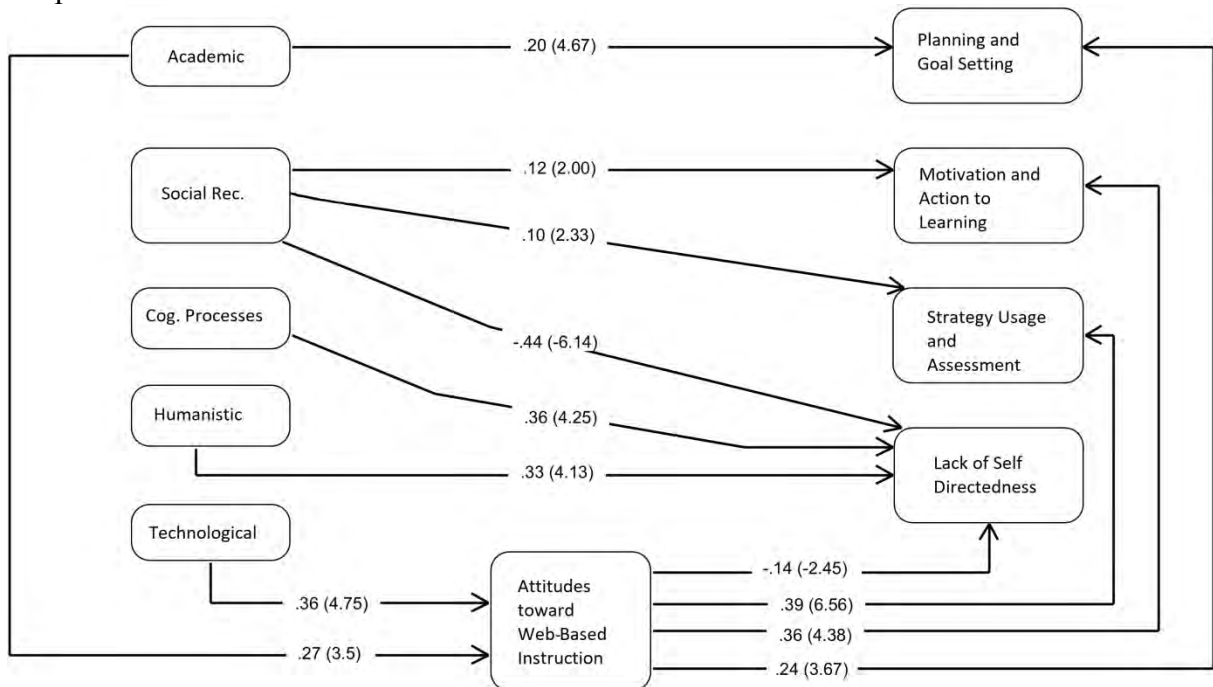 Academic
.20 (4.67)
Planning and
Goal Setting
Social Rec.
.12 (2.00)
Motivation and
Action to
Learning
.10 (2.33)
Cog. Processes
Strategy Usage
and
Assessment
-.44 (-6.14)
Humanistic
.36 (4.25)
Lack of Self
Directedness
.33 (4.13)
Technological
Attitudes
toward
Web-Based
Instruction
-.14 (-2.45)
.36 (4.75)
.39 (6.56)
.36 (4.38)
.27 (3.5)
.24 (3.67)